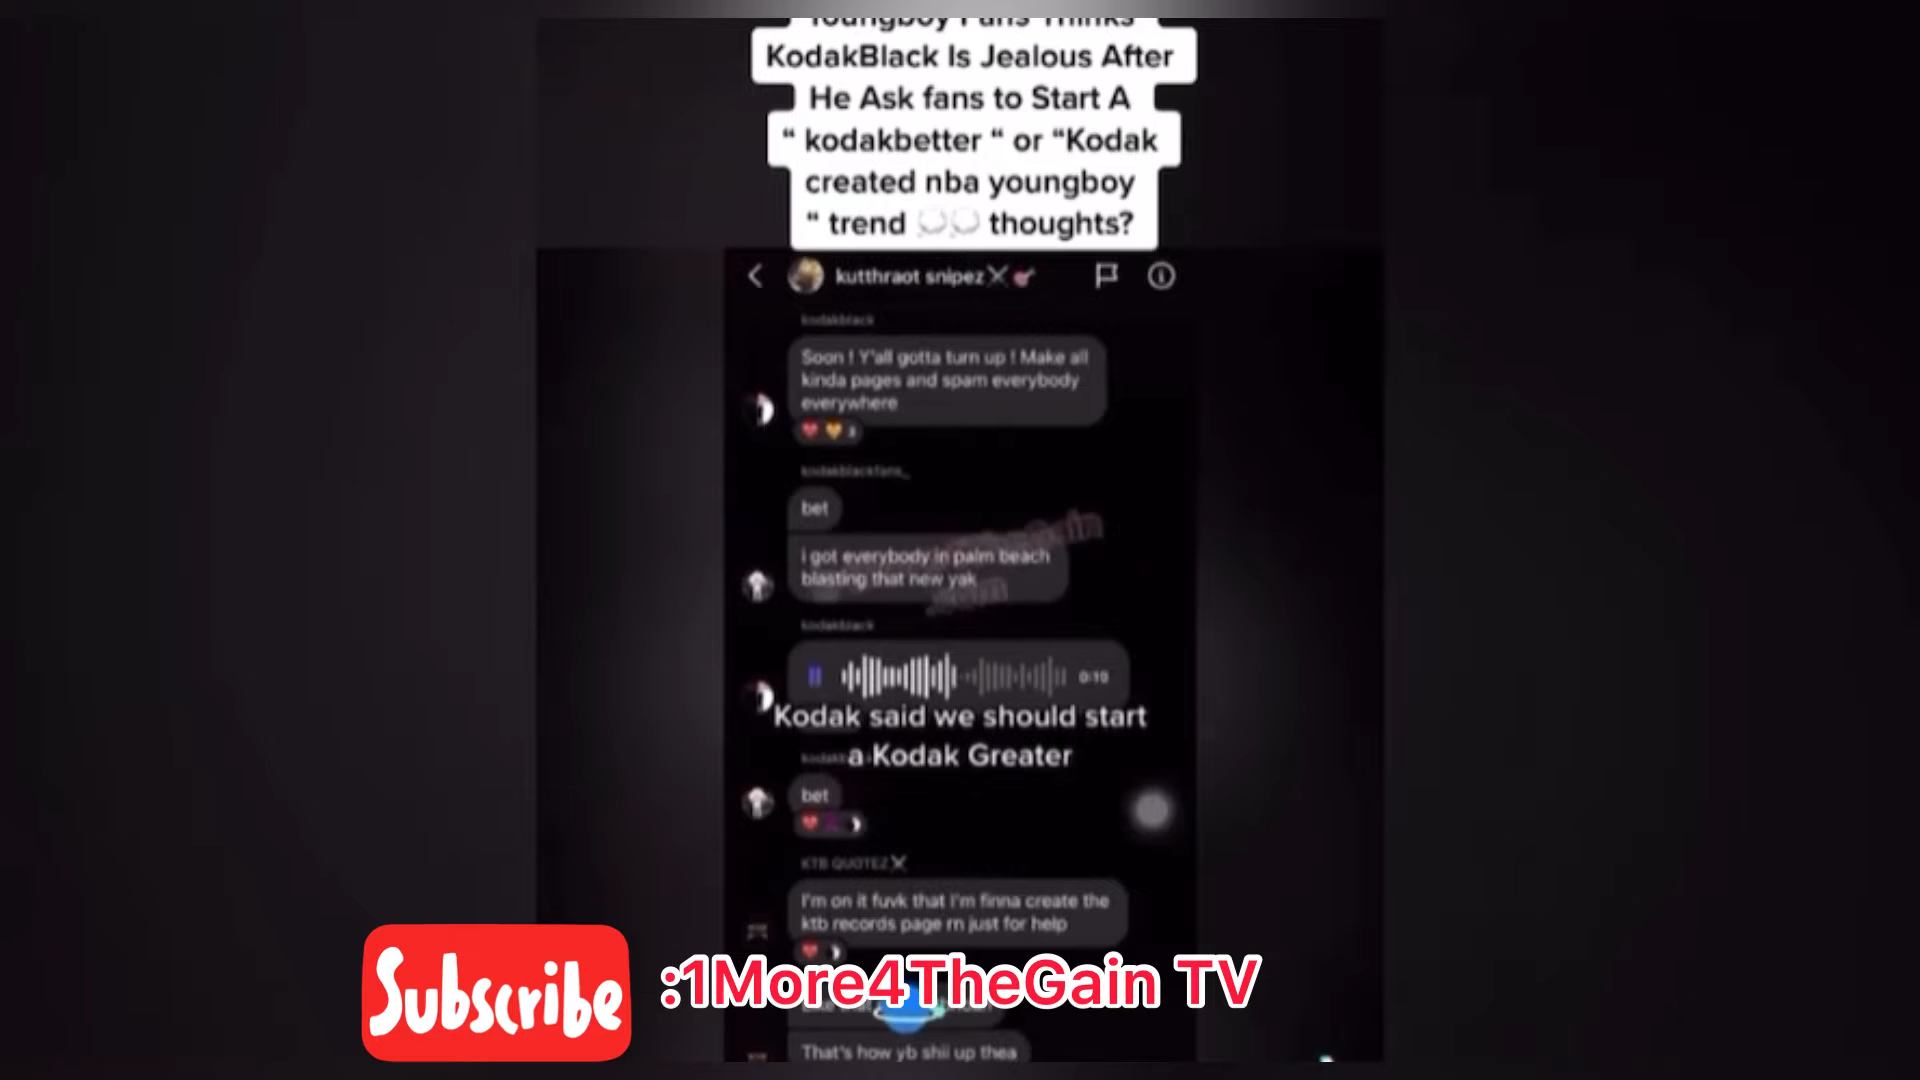 Youngboy Fans Thinks
KodakBlack Is Jealous After
He Ask fans to Start A
“ kodakbetter “ or “Kodak
created nba youngboy
“ trend 💭💭 thoughts?
kutthraot snipez
kodakblack
Soon ! Y'all gotta turn up ! Make all
kinda pages and spam everybody
everywhere
kodakblackfans_
bet
i got everybody in palm beach
blasting that new yak
kodakblack
0:10
Kodak said we should start
a Kodak Greater
bet
KTB QUOTEZ
I'm on it fuvk that I'm finna create the
ktb records page rn just for help
Subscribe :1More4TheGain TV
That's how yb shii up thea